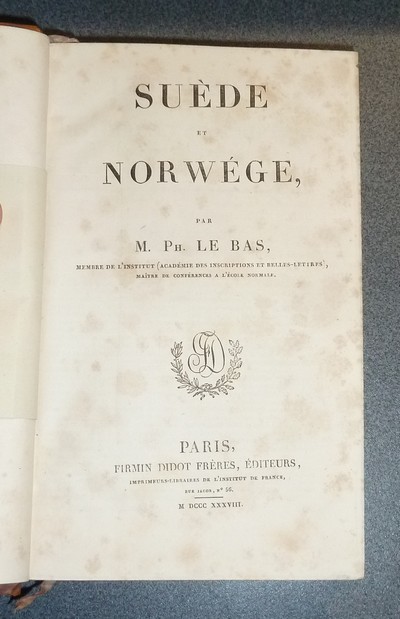 SUÈDE
ET
NORWÉGE,
PAR
M. PH. LE BAS,
MEMBRE DE L'INSTITUT (ACADÉMIE DES INSCRIPTIONS ET BELLES-LETTRES),
MAÎTRE DE CONFÉRENCES A L'ÉCOLE NORMALE.
PARIS,
FIRMIN DIDOT FRÈRES, ÉDITEURS,
IMPRIMEURS-LIBRAIRES DE L'INSTITUT DE FRANCE,
RUE JACOB, N° 56.
M DCCC XXXVIII.